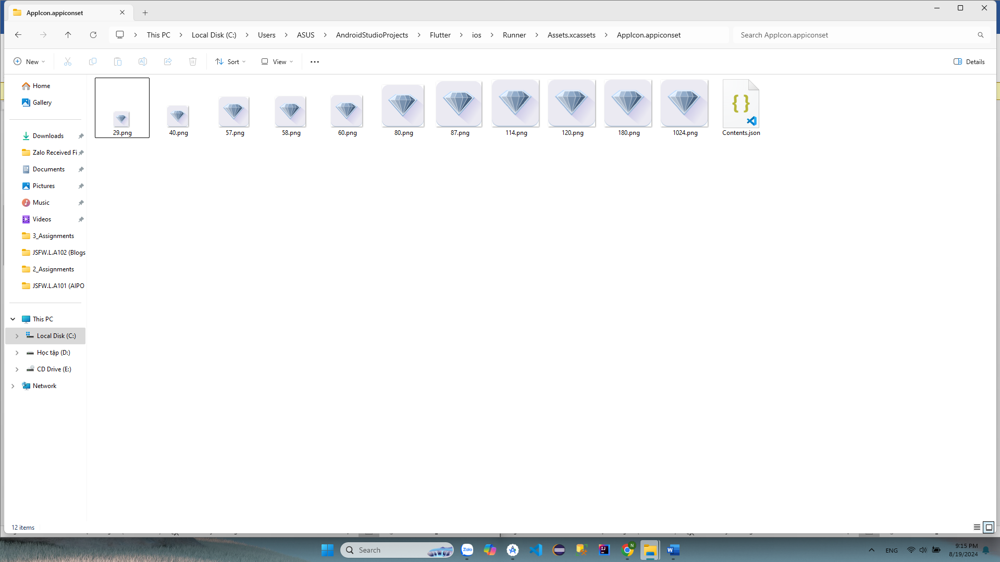 AppIcon.appiconset
This PC
Local Disk (C:)
Users
ASUS
AndroidStudioProjects
Flutter
ios
Runner
Assets.xcassets
AppIcon.appiconset
Search AppIcon.appiconset
New
Sort
View
Details
Home
Gallery
Downloads
Zalo Received Fi
Documents
Pictures
Music
Videos
3_Assignments
JSFW.L.A102 (Blogs
2_Assignments
JSFW.L.A101 (AIPO
This PC
Local Disk (C:)
Học tập (D:)
CD Drive (E:)
Network
29.png
40.png
57.png
58.png
60.png
80.png
87.png
114.png
120.png
180.png
1024.png
{ }
Contents.json
12 items
Search
Zalo
IJ
N
W
ENG
9:15 PM
8/19/2024